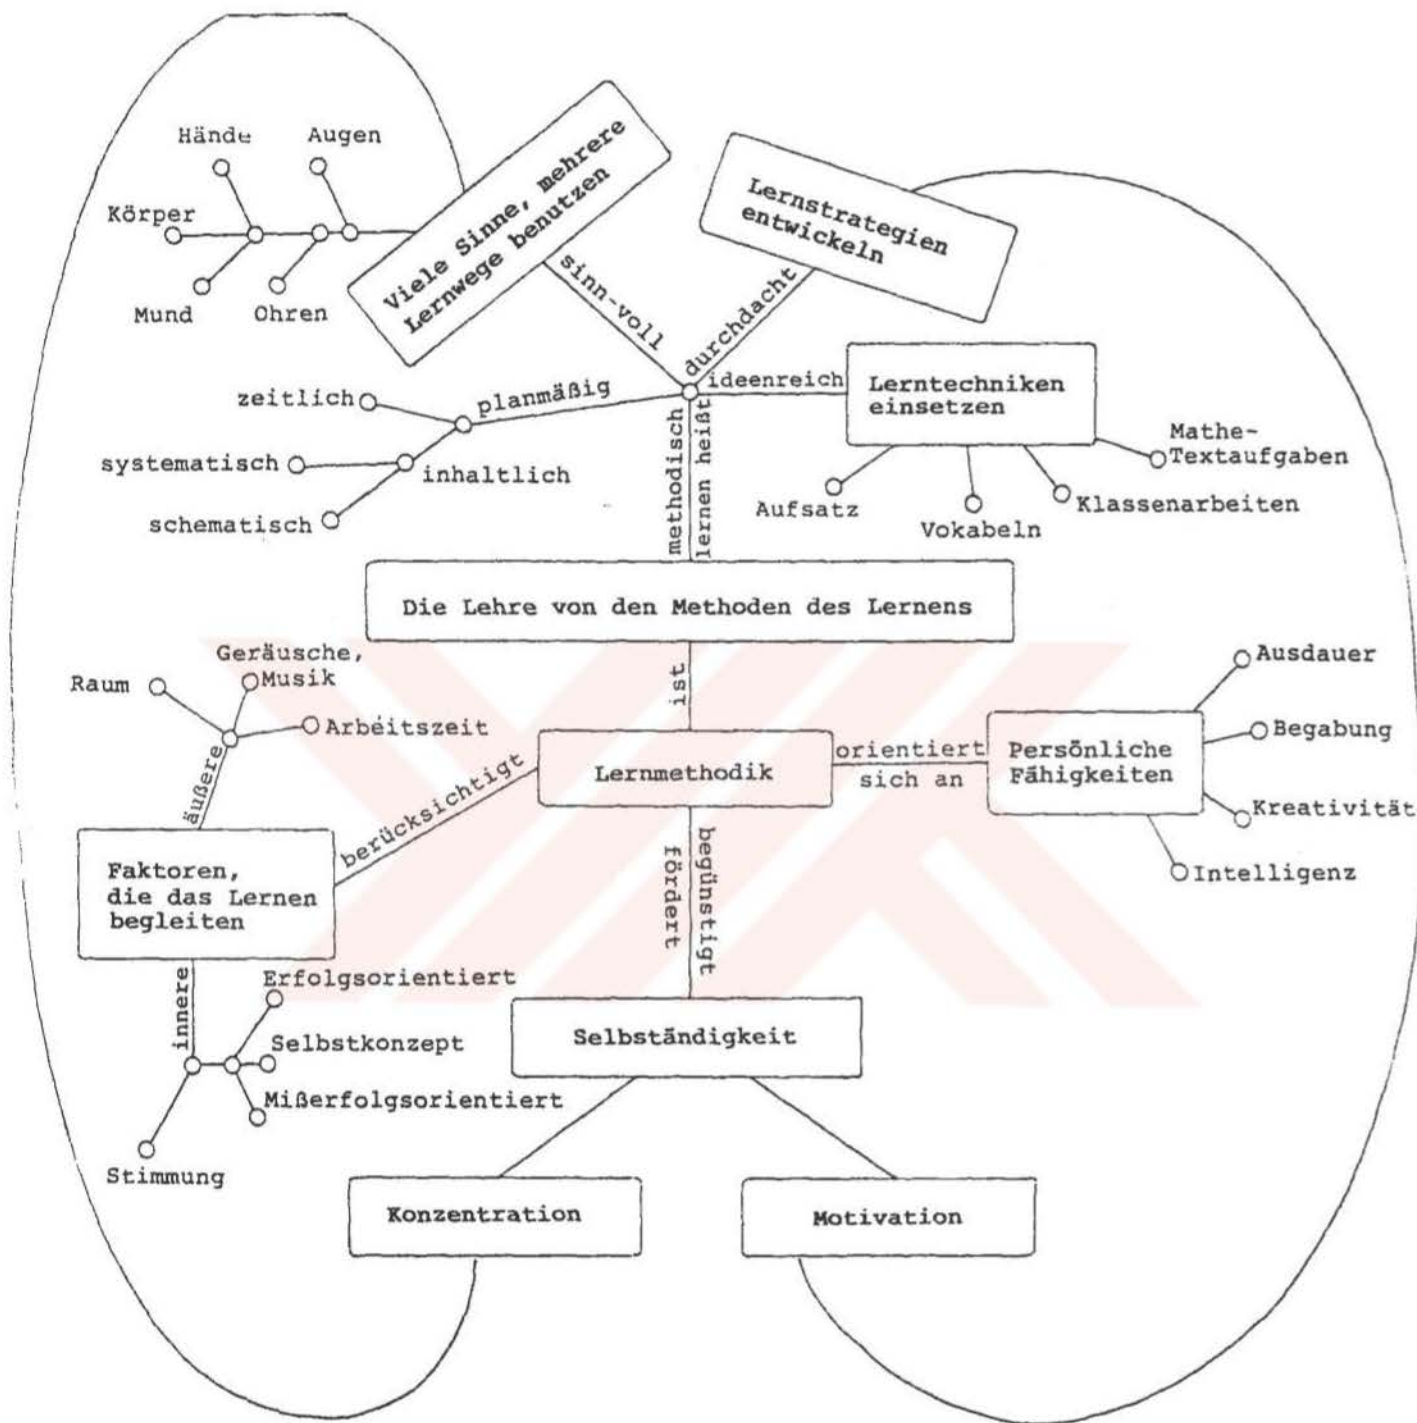 Hände
Augen
Körper
Mund
Ohren
Viele Sinne, mehrere
Lernwege benutzen
Lernstrategien
entwickeln
sinn-voll
durchdacht
ideenreich
Lerntechniken
einsetzen
planmäßig
zeitlich
systematisch
inhaltlich
schematisch
methodisch
lernen heißt
Mathe-
Textaufgaben
Aufsatz
Klassenarbeiten
Vokabeln
Die Lehre von den Methoden des Lernens
ist
Geräusche,
Musik
Raum
Arbeitszeit
äußere
berücksichtigt
Lernmethodik
orientiert
sich an
Persönliche
Fähigkeiten
Ausdauer
Begabung
Kreativität
Intelligenz
Faktoren,
die das Lernen
begleiten
fördert
begünstigt
innere
Erfolgsorientiert
Selbstkonzept
Mißerfolgsorientiert
Stimmung
Selbständigkeit
Konzentration
Motivation